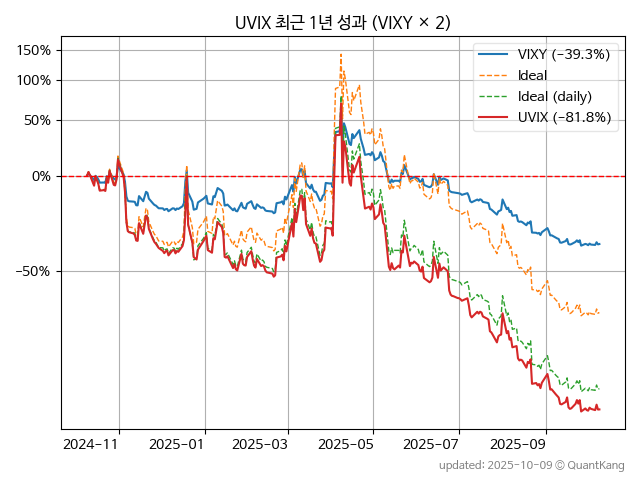 UVIX 최근 1년 성과 (VIXY × 2)
150%
100%
50%
0%
−50%
VIXY (−39.3%)
Ideal
Ideal (daily)
UVIX (−81.8%)
2024-11
2025-01
2025-03
2025-05
2025-07
2025-09
updated: 2025-10-09 © QuantKang